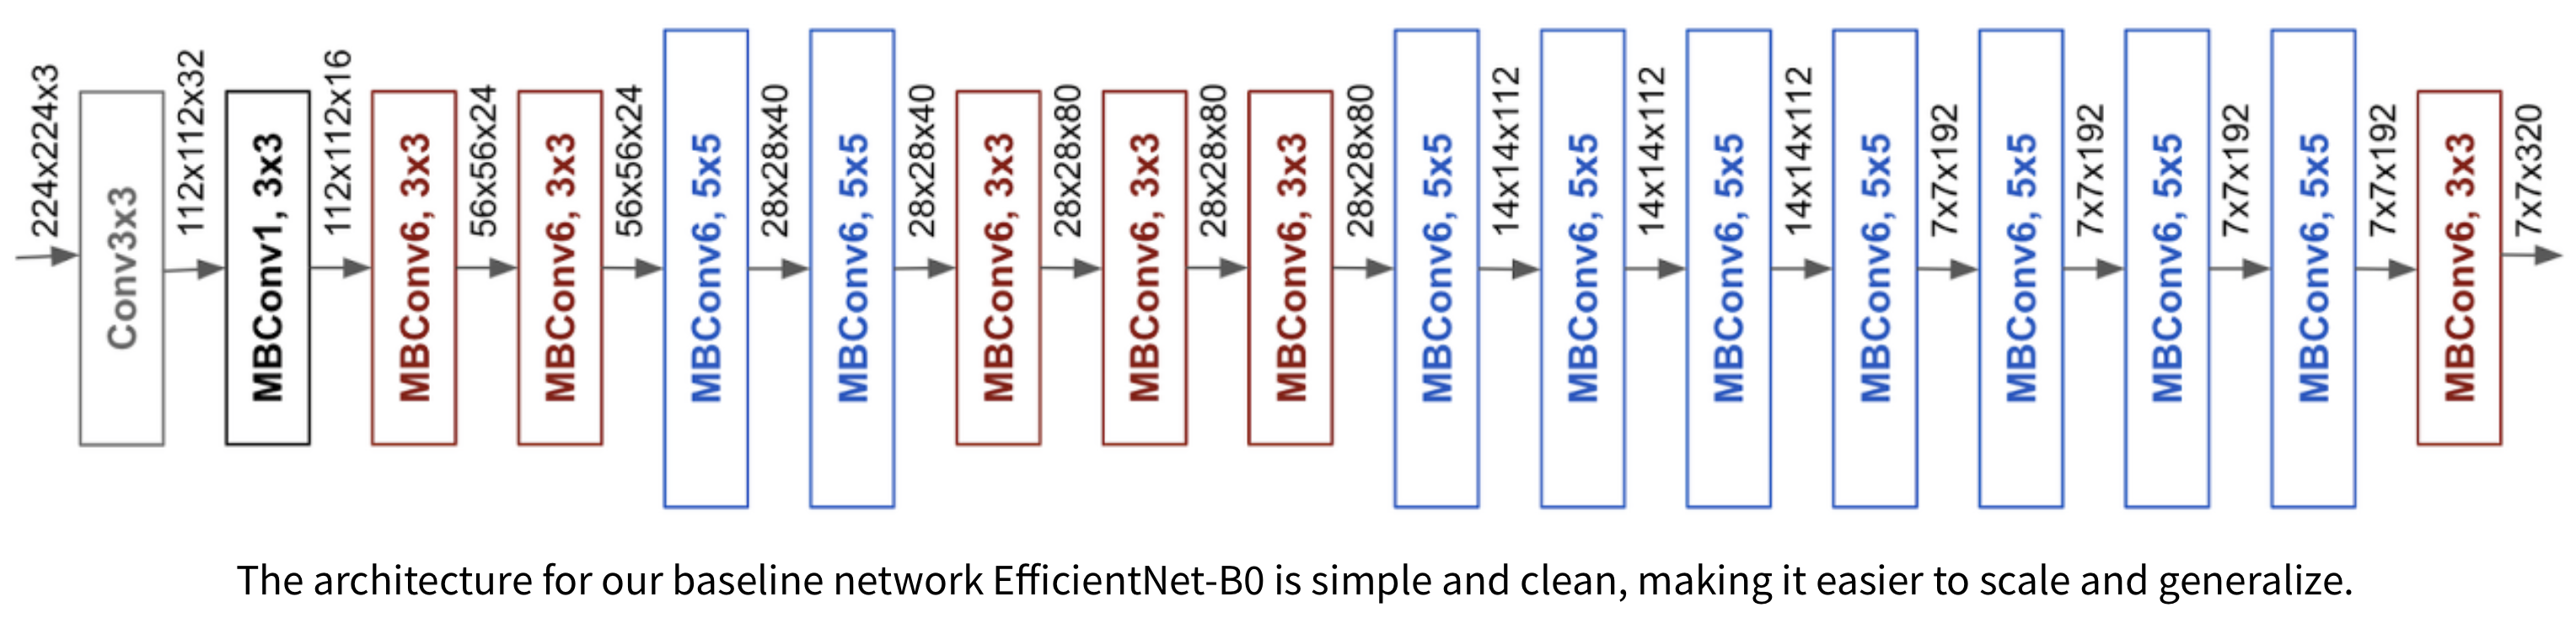 224x224x3
Conv3x3
112x112x32
MBConv1, 3x3
112x112x16
MBConv6, 3x3
56x56x24
MBConv6, 3x3
56x56x24
MBConv6, 5x5
28x28x40
MBConv6, 5x5
28x28x40
MBConv6, 3x3
28x28x80
MBConv6, 3x3
28x28x80
MBConv6, 3x3
28x28x80
MBConv6, 5x5
14x14x112
MBConv6, 5x5
14x14x112
MBConv6, 5x5
14x14x112
MBConv6, 5x5
7x7x192
MBConv6, 5x5
7x7x192
MBConv6, 5x5
7x7x192
MBConv6, 5x5
7x7x192
MBConv6, 3x3
7x7x320
The architecture for our baseline network EfficientNet-B0 is simple and clean, making it easier to scale and generalize.